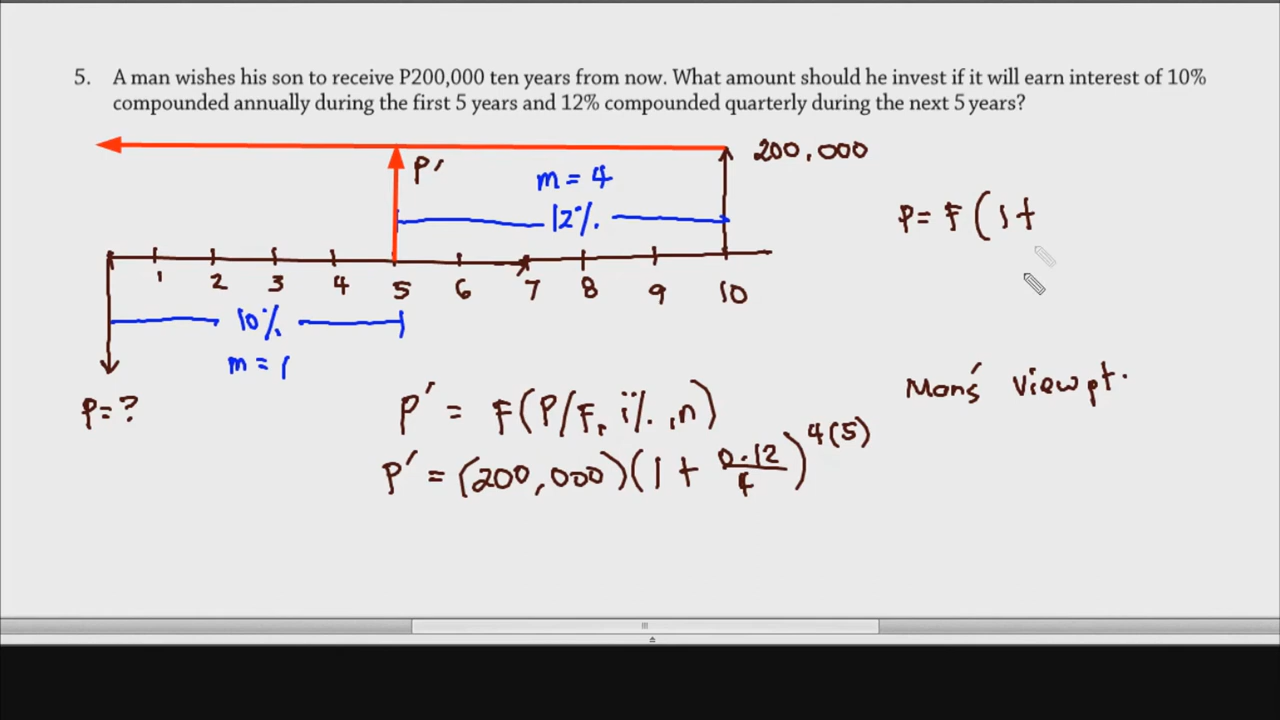 5. A man wishes his son to receive P200,000 ten years from now. What amount should he invest if it will earn interest of 10%
compounded annually during the first 5 years and 12% compounded quarterly during the next 5 years?
200,000
P'
m = 4
12%
P = F ( 1 +
1 2 3 4 5 6 7 8 9 10
10%
m = 1
P = ?
Man's viewpt.
P' = F(P/F, i%, n)
P' = (200,000)(1 + 0.12/4)^4(5)